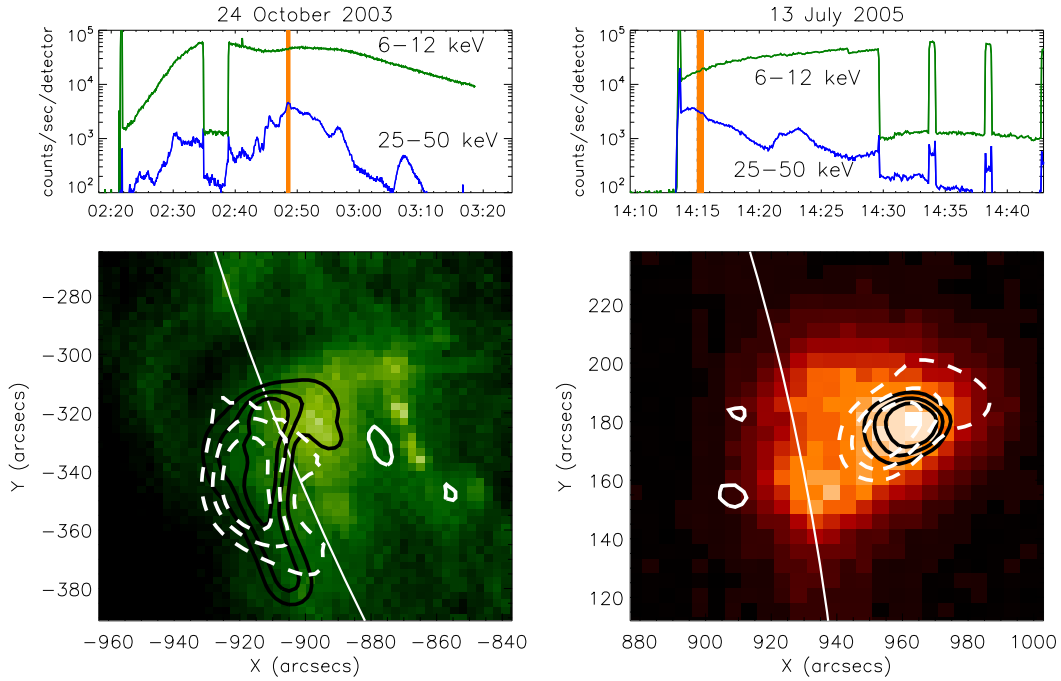 24 October 2003
13 July 2005
counts/sec/detector
10^5
10^4
10^3
10^2
6−12 keV
25−50 keV
02:20 02:30 02:40 02:50 03:00 03:10 03:20
counts/sec/detector
10^5
10^4
10^3
10^2
6−12 keV
25−50 keV
14:10 14:15 14:20 14:25 14:30 14:35 14:40
Y (arcsecs)
−280
−300
−320
−340
−360
−380
−960 −940 −920 −900 −880 −860 −840
X (arcsecs)
Y (arcsecs)
220
200
180
160
140
120
900 920 940 960 980 1000
X (arcsecs)